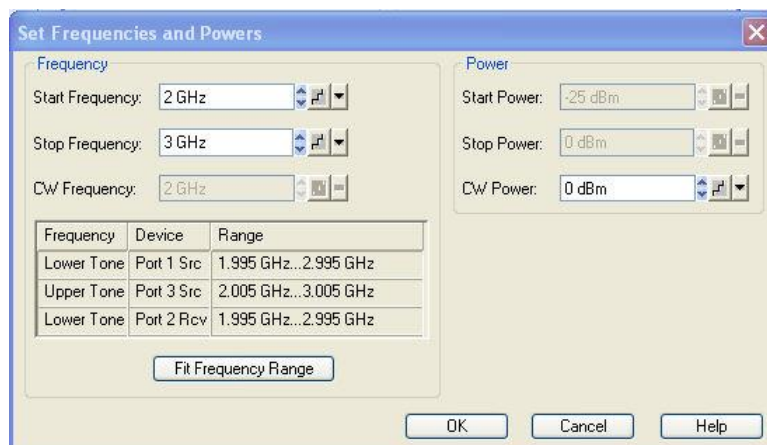 Set Frequencies and Powers
Frequency
Start Frequency: 2 GHz
Stop Frequency: 3 GHz
CW Frequency: 2 GHz
Frequency Device Range
Lower Tone Port 1 Src 1.995 GHz...2.995 GHz
Upper Tone Port 3 Src 2.005 GHz...3.005 GHz
Lower Tone Port 2 Rcv 1.995 GHz...2.995 GHz
Fit Frequency Range
Power
Start Power: -25 dBm
Stop Power: 0 dBm
CW Power: 0 dBm
OK Cancel Help